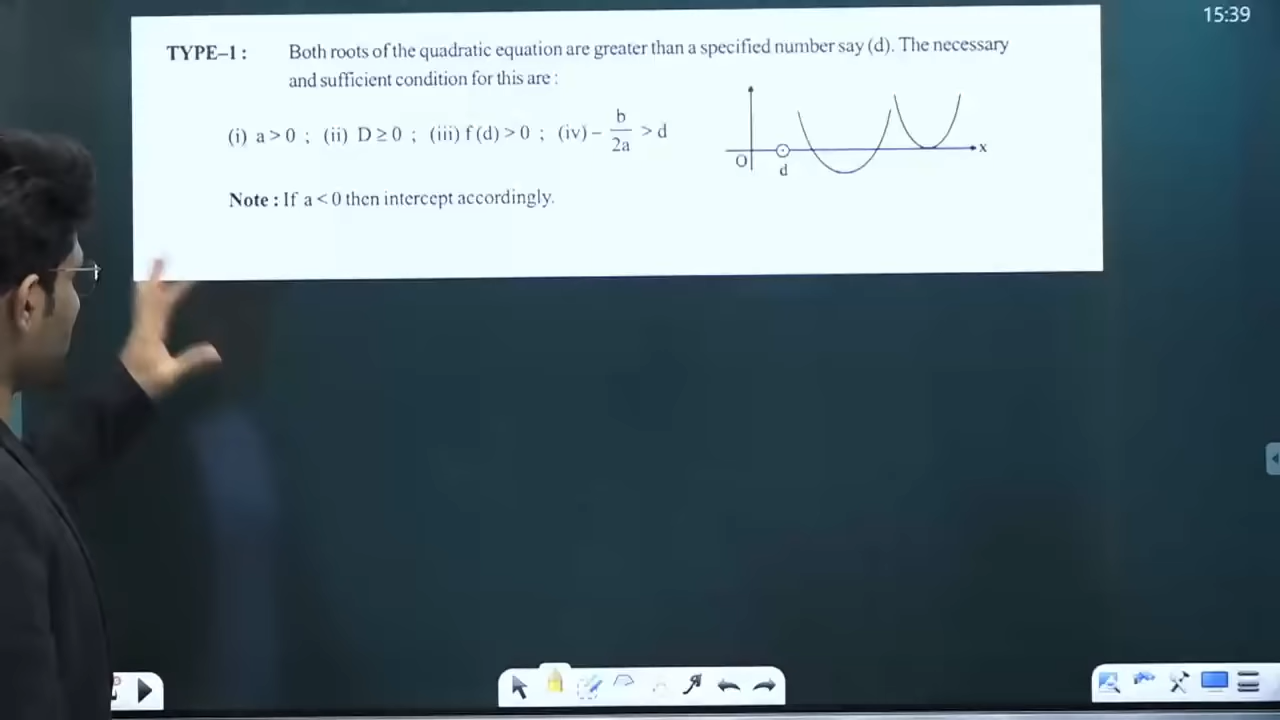 15:39
TYPE–1 : Both roots of the quadratic equation are greater than a specified number say (d). The necessary
and sufficient condition for this are :
(i) a > 0 ; (ii) D ≥ 0 ; (iii) f (d) > 0 ; (iv) – b/2a > d
O d x
Note : If a < 0 then intercept accordingly.